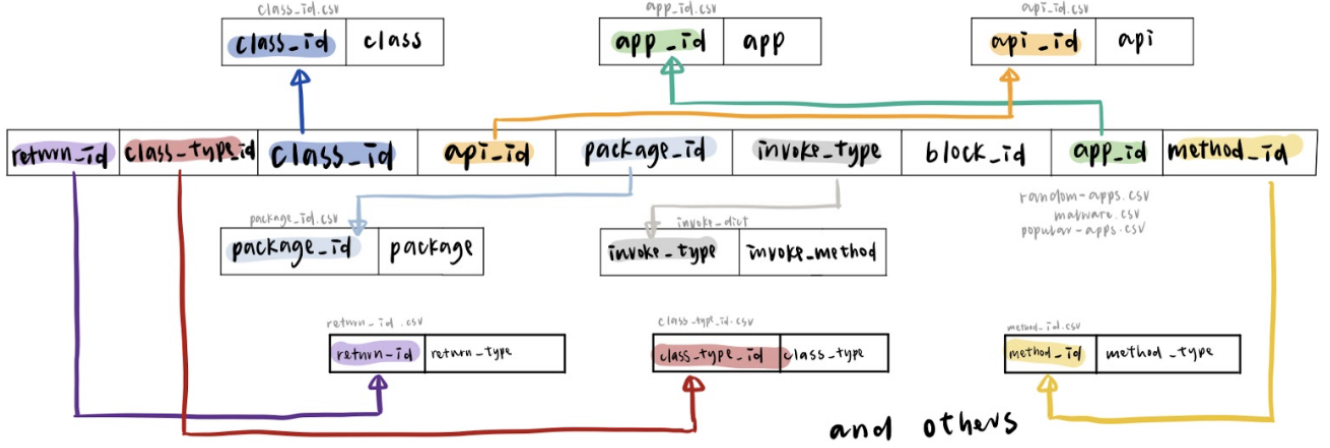 class_id.csv
app_id.csv
api_id.csv
class_id class
app_id app
api_id api
return_id class_type_id class_id api_id package_id invoke_type block_id app_id method_id
random-apps.csv
malware.csv
popular-apps.csv
package_id.csv
invoke_dict
package_id package
invoke_type invoke_method
return_id.csv
class_type_id.csv
method_id.csv
return_id return_type
class_type_id class_type
method_id method_type
and others